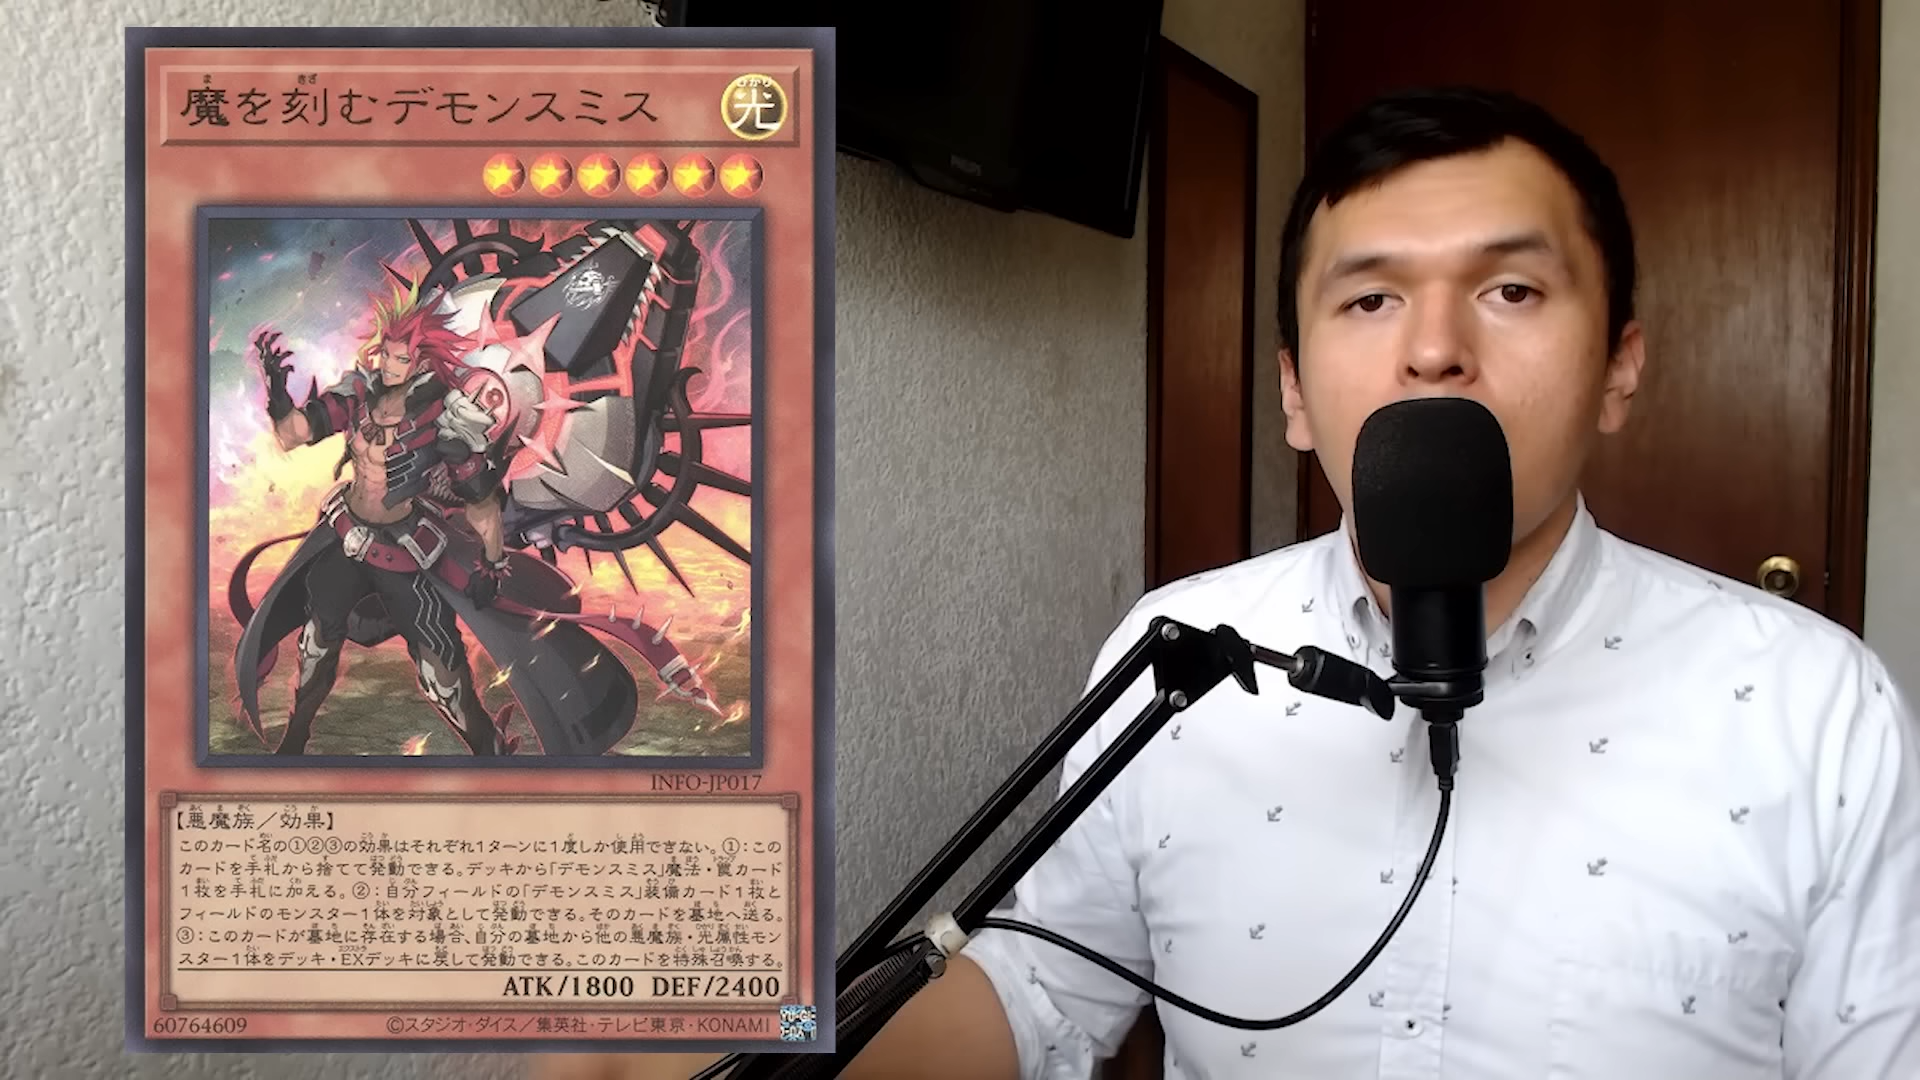 魔を刻むデモンスミス
光
INFO-JP017
【悪魔族／効果】
このカード名の①②③の効果はそれぞれ１ターンに１度しか使用できない。①：この
カードを手札から捨てて発動できる。デッキから「デモンスミス」魔法・罠カード
１枚を手札に加える。②：自分フィールドの「デモンスミス」装備カード１枚と
フィールドのモンスター１体を対象として発動できる。そのカードを墓地へ送る。
③：このカードが墓地に存在する場合、自分の墓地から他の悪魔族・光属性モン
スター１体をデッキ・EXデッキに戻して発動できる。このカードを特殊召喚する。
ATK/1800 DEF/2400
60764609
©スタジオ・ダイス／集英社・テレビ東京・KONAMI
PHILIPS